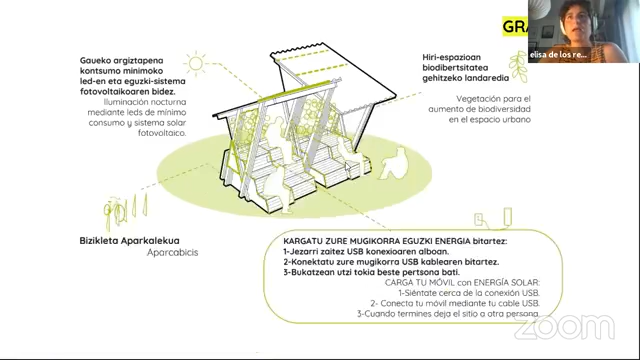 GRA
elisa de los re...
Gaueko argiztapena
kontsumo minimoko
led-en eta eguzki-sistema
fotovoltaikoaren bidez.
Iluminación nocturna
mediante leds de mínimo
consumo y sistema solar
fotovoltaico.
Hiri-espazioan
biodibertsitatea
gehitzeko landaredia
Vegetación para el
aumento de biodiversidad
en el espacio urbano
Bizikleta Aparkalekua
Aparcabicis
KARGATU ZURE MUGIKORRA EGUZKI ENERGIA bitartez:
1-Jezarri zaitez USB konexioaren alboan.
2-Konektatu zure mugikorra USB kablearen bitartez.
3-Bukatzean utzi tokia beste pertsona bati.
CARGA TU MÓVIL con ENERGÍA SOLAR:
1-Siéntate cerca de la conexión USB.
2- Conecta tu móvil mediante tu cable USB.
3-Cuando termines deja el sitio a otra persona.
zoom